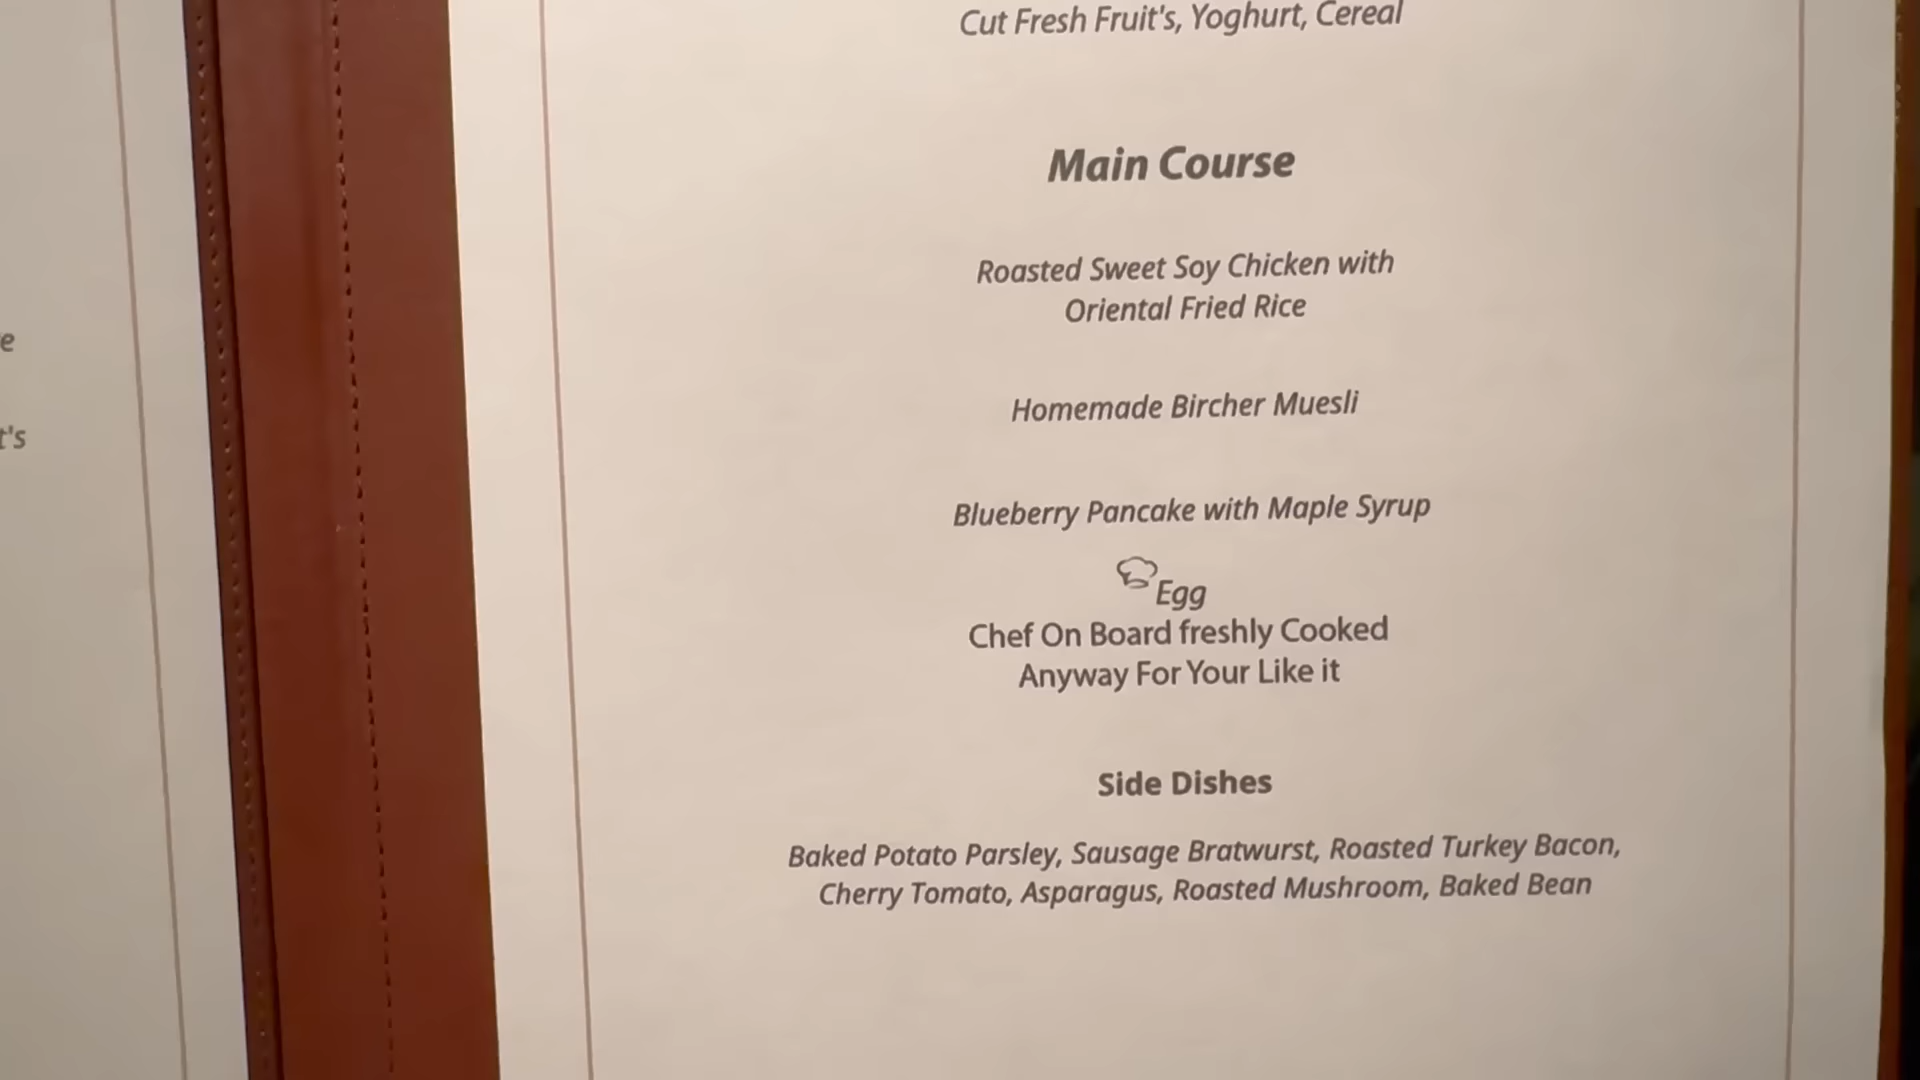 Cut Fresh Fruit's, Yoghurt, Cereal
Main Course
Roasted Sweet Soy Chicken with
Oriental Fried Rice
Homemade Bircher Muesli
Blueberry Pancake with Maple Syrup
Egg
Chef On Board freshly Cooked
Anyway For Your Like it
Side Dishes
Baked Potato Parsley, Sausage Bratwurst, Roasted Turkey Bacon,
Cherry Tomato, Asparagus, Roasted Mushroom, Baked Bean